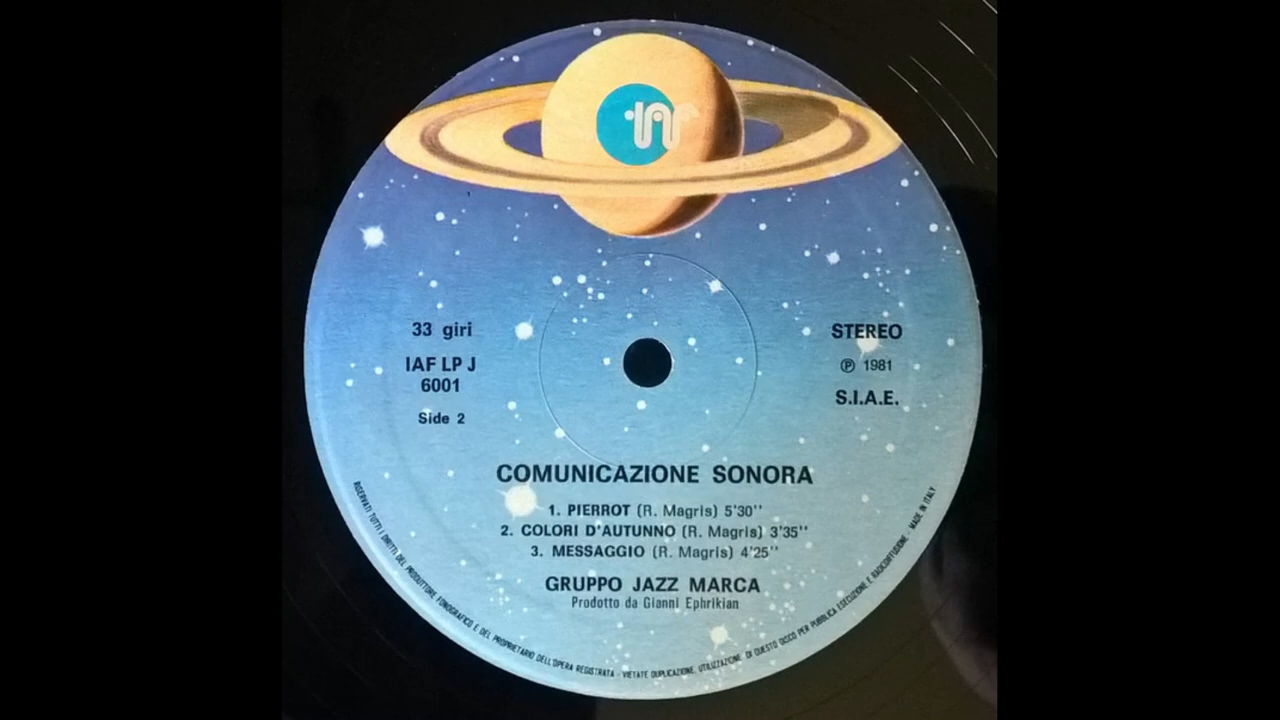 33 giri
IAF LP J
6001
Side 2
STEREO
℗ 1981
S.I.A.E.
COMUNICAZIONE SONORA
1. PIERROT (R. Magris) 5'30''
2. COLORI D'AUTUNNO (R. Magris) 3'35''
3. MESSAGGIO (R. Magris) 4'25''
GRUPPO JAZZ MARCA
Prodotto da Gianni Ephrikian
RISERVATI TUTTI I DIRITTI DEL PRODUTTORE FONOGRAFICO E DEL PROPRIETARIO DELL'OPERA REGISTRATA - VIETATE DUPLICAZIONE, UTILIZZAZIONE DI QUESTO DISCO PER PUBBLICA ESECUZIONE E RADIODIFFUSIONE - MADE IN ITALY